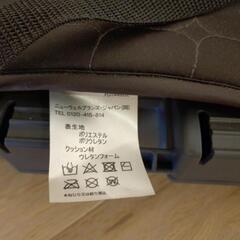 ニューウェルブランズ・ジャパン(同)
TEL 0120-415-814
表生地
ポリエステル
ポリウレタン
クッション材
ウレタンフォーム